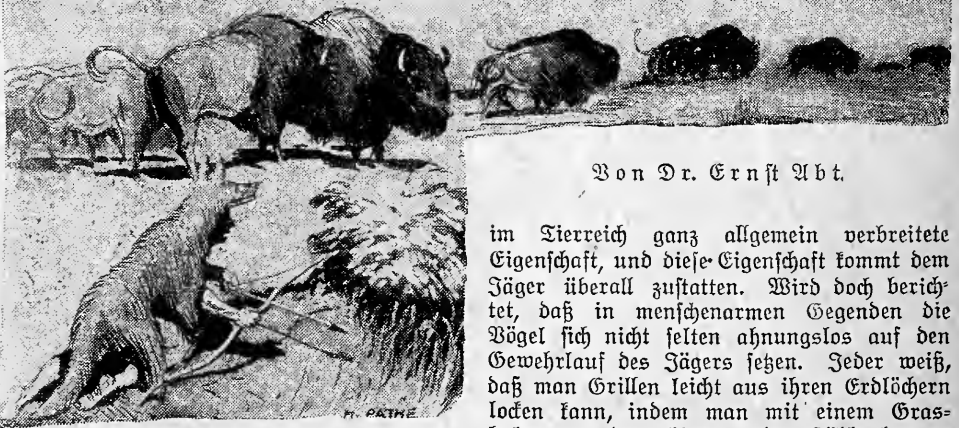 Von Dr. Ernst Abt.
im Tierreich ganz allgemein verbreitete
Eigenschaft, und diese Eigenschaft kommt dem
Jäger überall zustatten. Wird doch berich-
tet, daß in menschenarmen Gegenden die
Vögel sich nicht selten ahnungslos auf den
Gewehrlauf des Jägers setzen. Jeder weiß,
daß man Grillen leicht aus ihren Erdlöchern
locken kann, indem man mit einem Gras-
M. PATHE